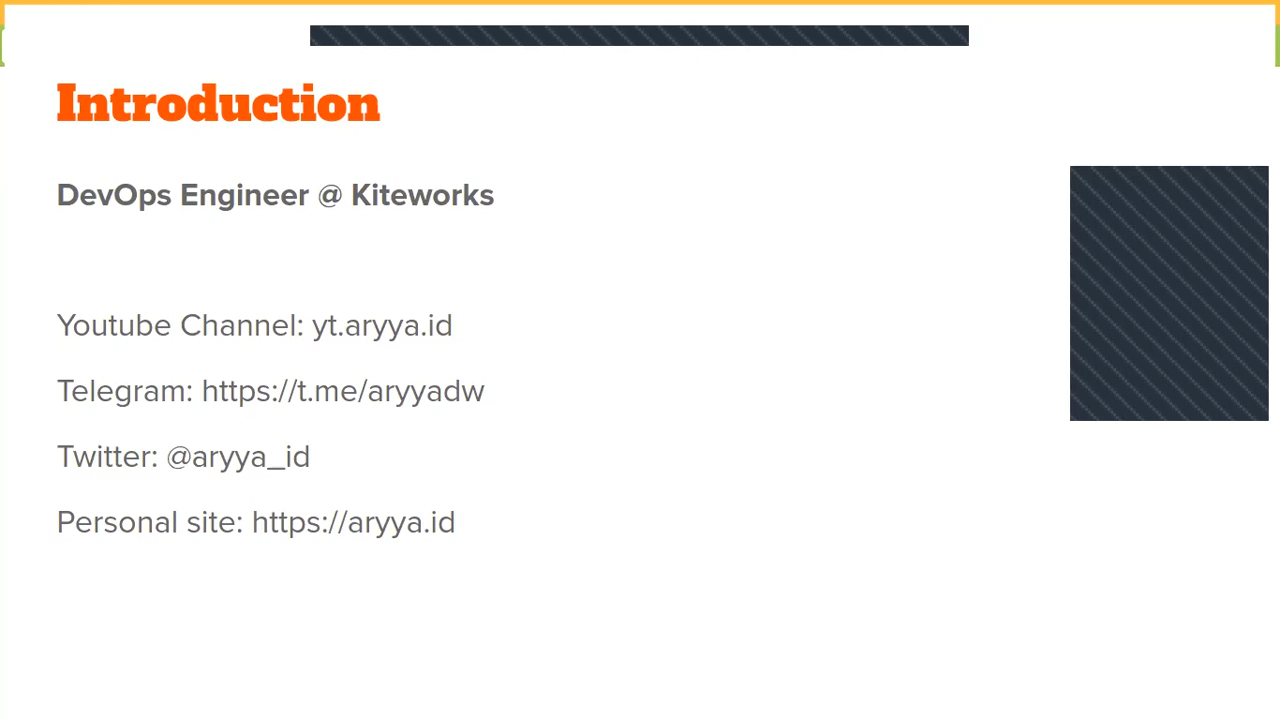 Introduction
DevOps Engineer @ Kiteworks
Youtube Channel: yt.aryya.id
Telegram: https://t.me/aryyadw
Twitter: @aryya_id
Personal site: https://aryya.id